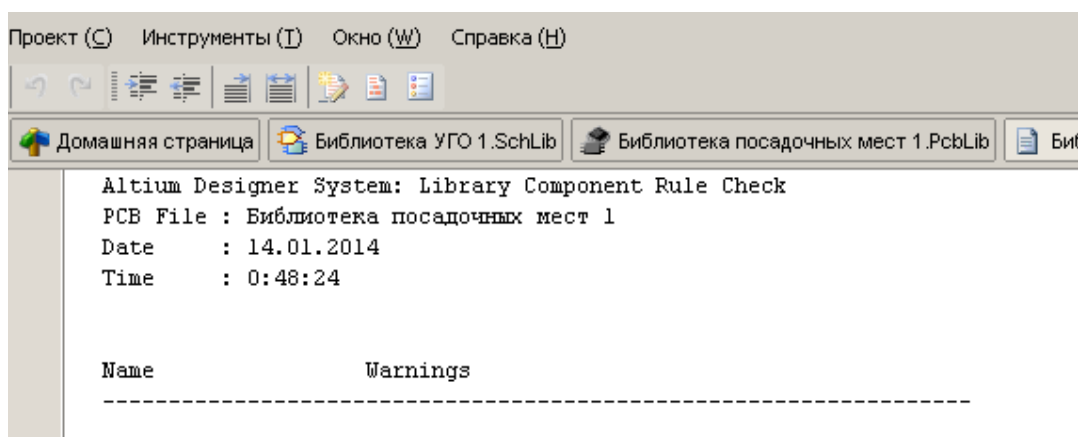 Проект (C) Инструменты (T) Окно (W) Справка (H)
Домашняя страница Библиотека УГО 1.SchLib Библиотека посадочных мест 1.PcbLib
Altium Designer System: Library Component Rule Check
PCB File : Библиотека посадочных мест 1
Date : 14.01.2014
Time : 0:48:24
Name Warnings
--------------------------------------------------------------------